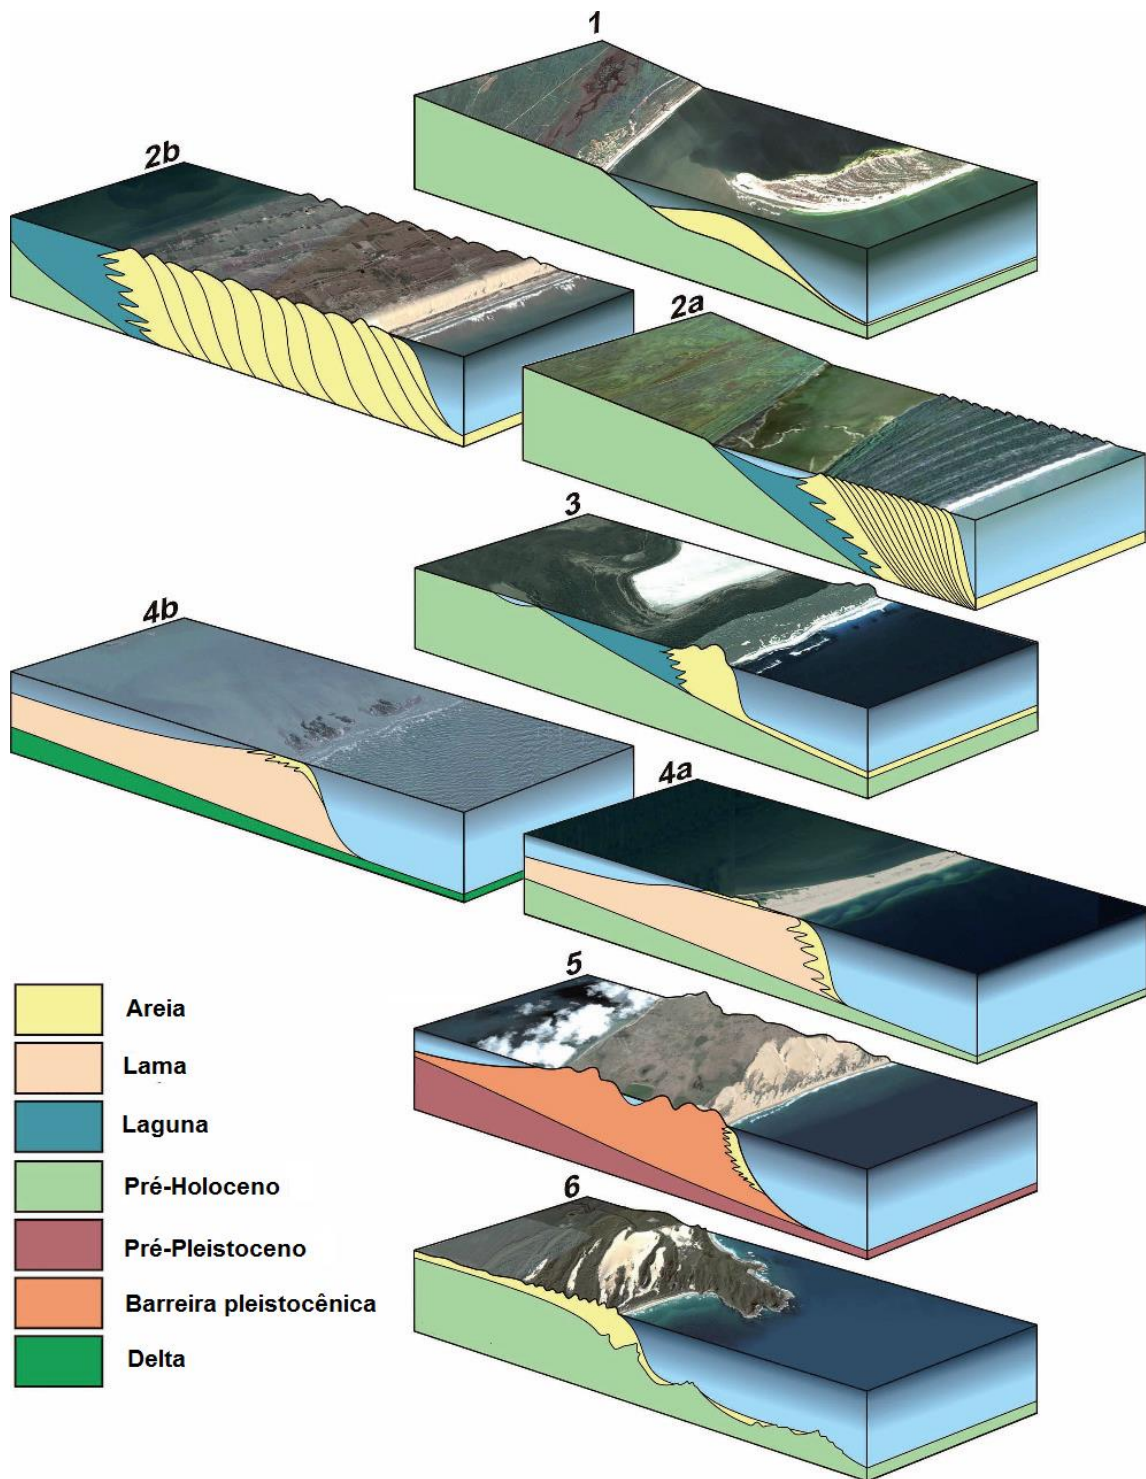 1
2b
2a
3
4b
4a
5
6
Areia
Lama
Laguna
Pré-Holoceno
Pré-Pleistoceno
Barreira pleistocênica
Delta